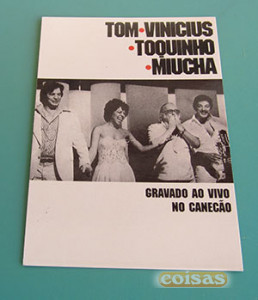 TOM•VINICIUS
•TOQUINHO
•MIUCHA
GRAVADO AO VIVO
NO CANECÃO
coisas